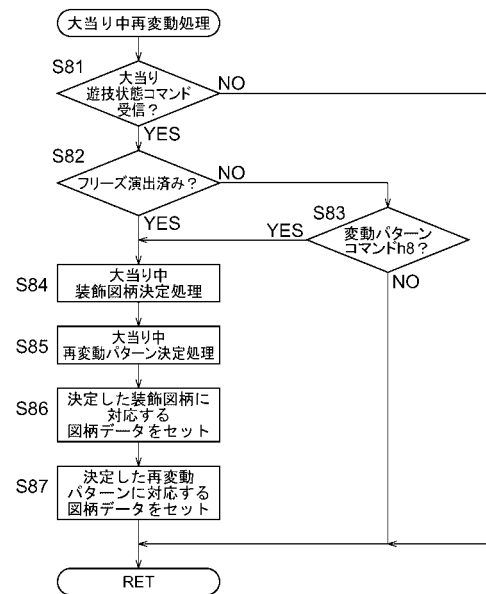 大当り中再変動処理
S81
大当り
遊技状態コマンド
受信？
NO
YES
S82
フリーズ演出済み？
NO
YES
S83
変動パターン
コマンドh8？
YES
NO
S84
大当り中
装飾図柄決定処理
S85
大当り中
再変動パターン決定処理
S86
決定した装飾図柄に
対応する
図柄データをセット
S87
決定した再変動
パターンに対応する
図柄データをセット
RET